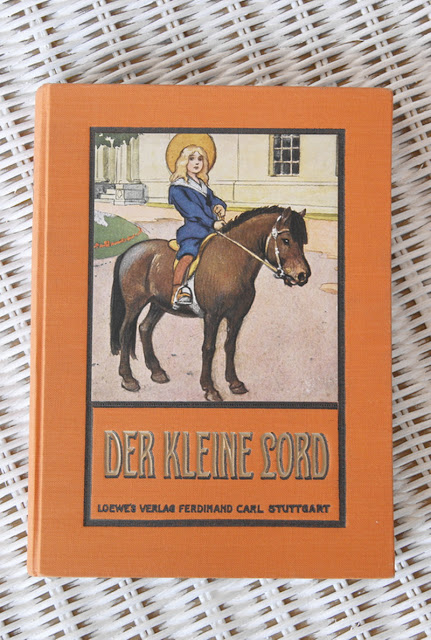 DER KLEINE LORD
LOEWE'S VERLAG FERDINAND CARL STUTTGART